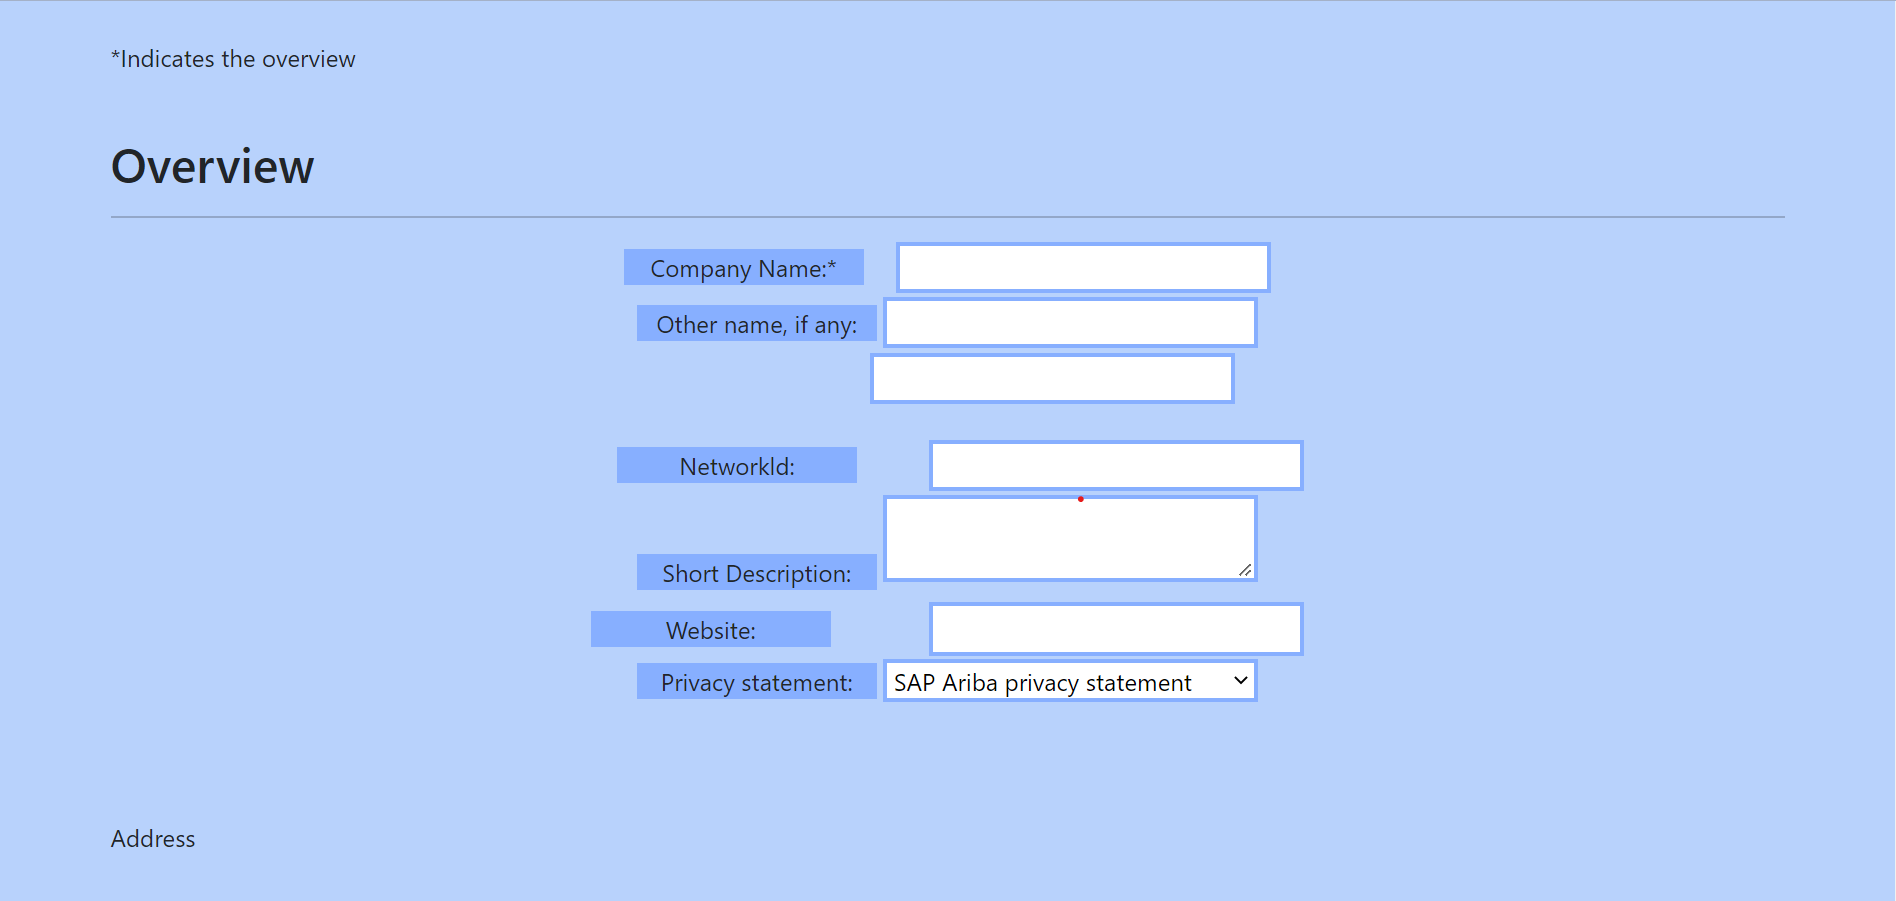 *Indicates the overview
Overview
Company Name:*
Other name, if any:
NetworkId:
Short Description:
Website:
Privacy statement: SAP Ariba privacy statement
Address